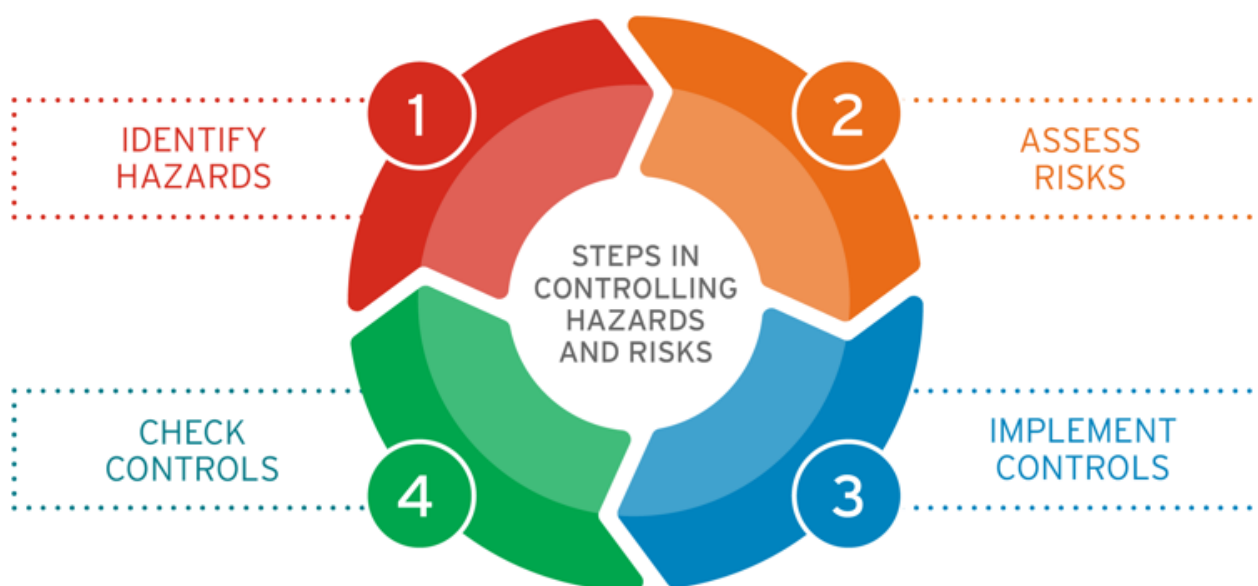 1
IDENTIFY
HAZARDS
2
ASSESS
RISKS
STEPS IN
CONTROLLING
HAZARDS
AND RISKS
3
IMPLEMENT
CONTROLS
4
CHECK
CONTROLS